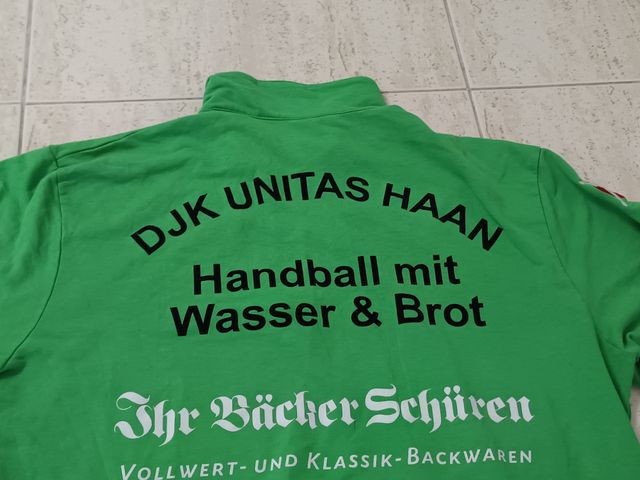 DJK UNITAS HAAN
Handball mit
Wasser & Brot
Ihr Bäcker Schüren
VOLLWERT- UND KLASSIK-BACKWAREN